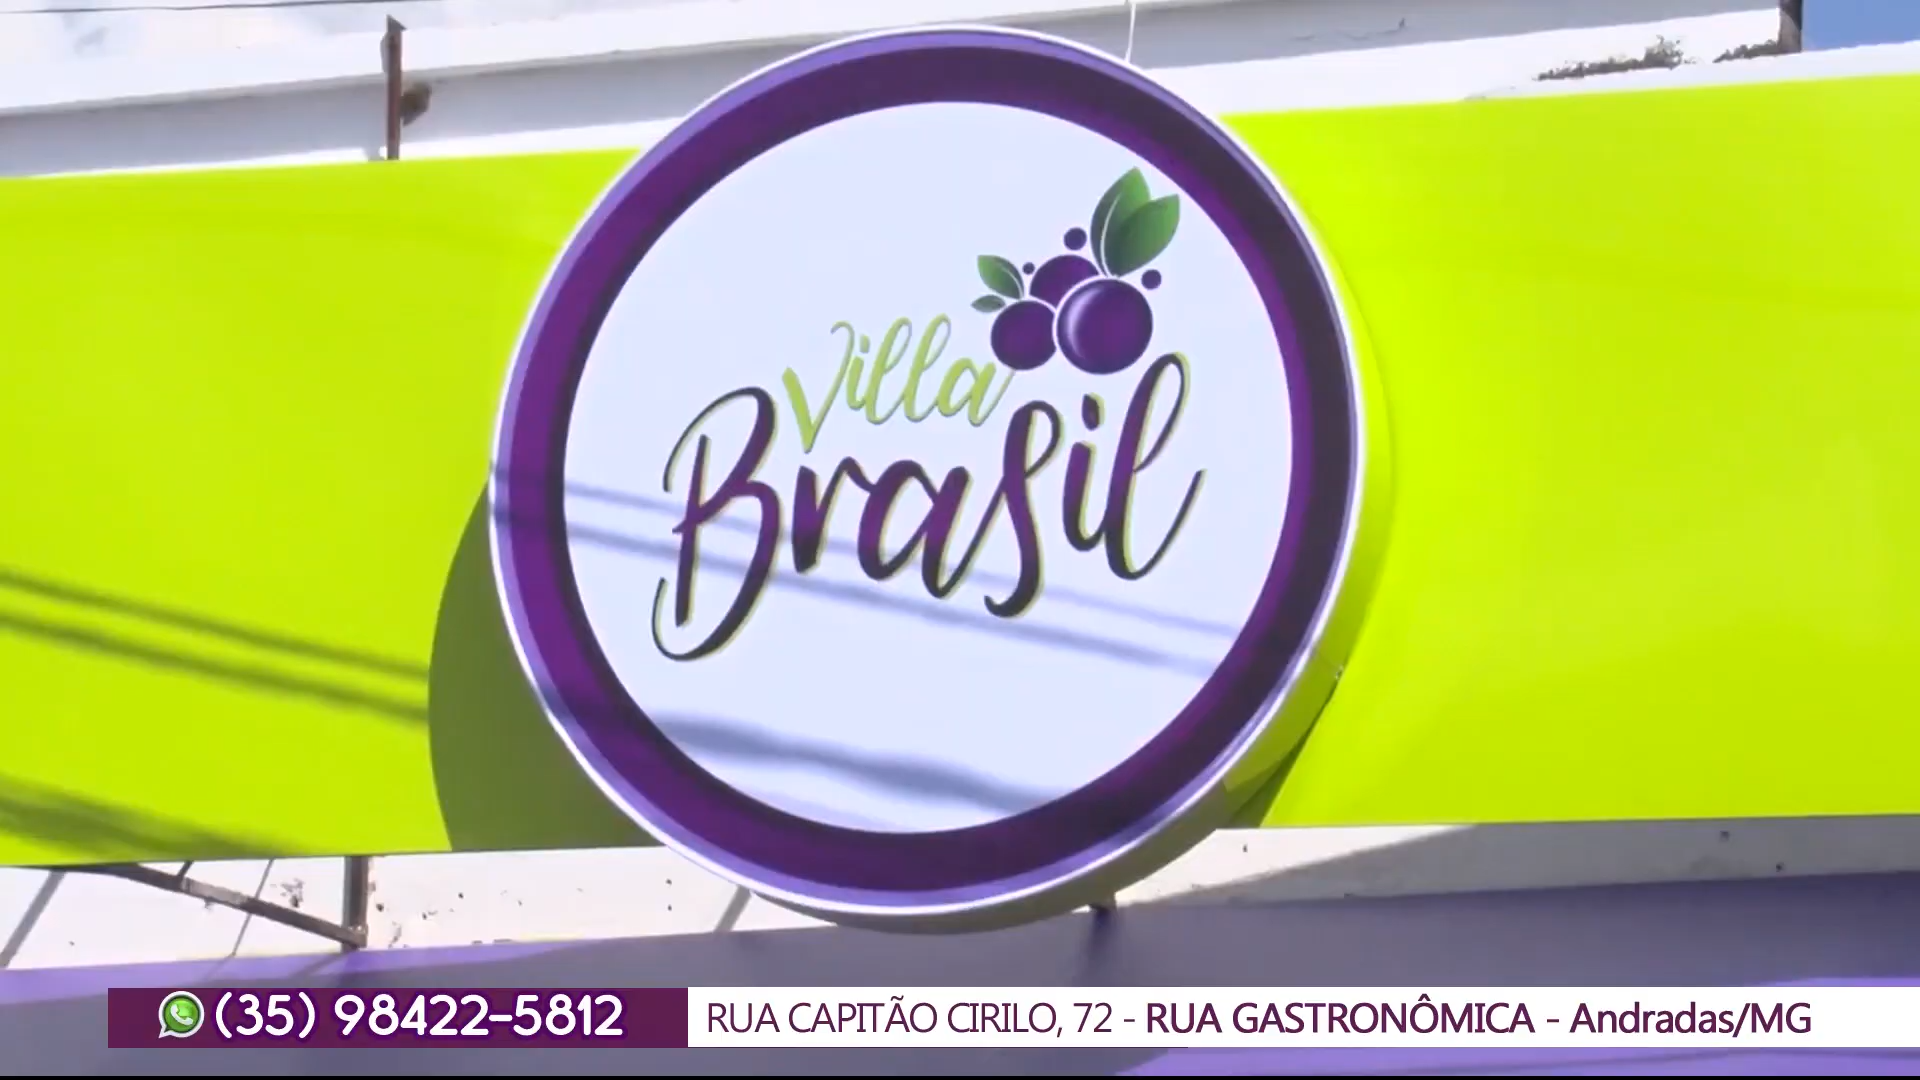 Villa
Brasil
(35) 98422-5812
RUA CAPITÃO CIRILO, 72 - RUA GASTRONÔMICA - Andradas/MG